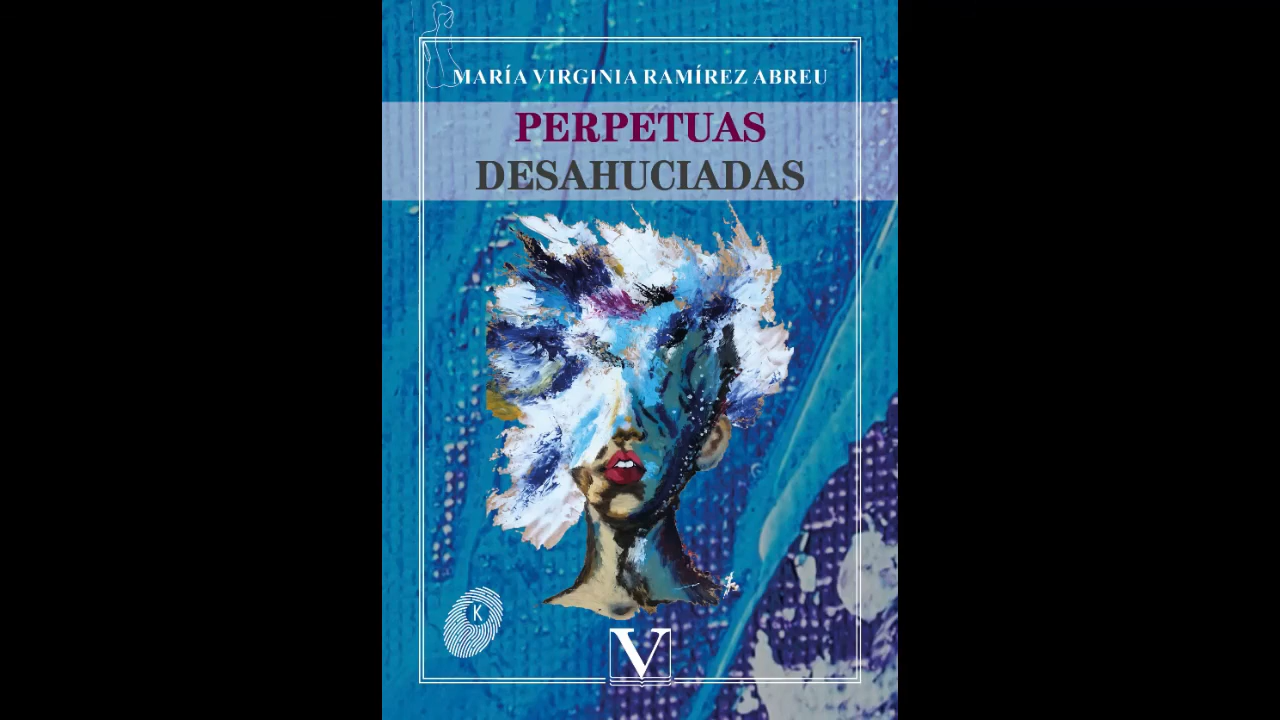 MARÍA VIRGINIA RAMÍREZ ABREU
PERPETUAS
DESAHUCIADAS
K
V